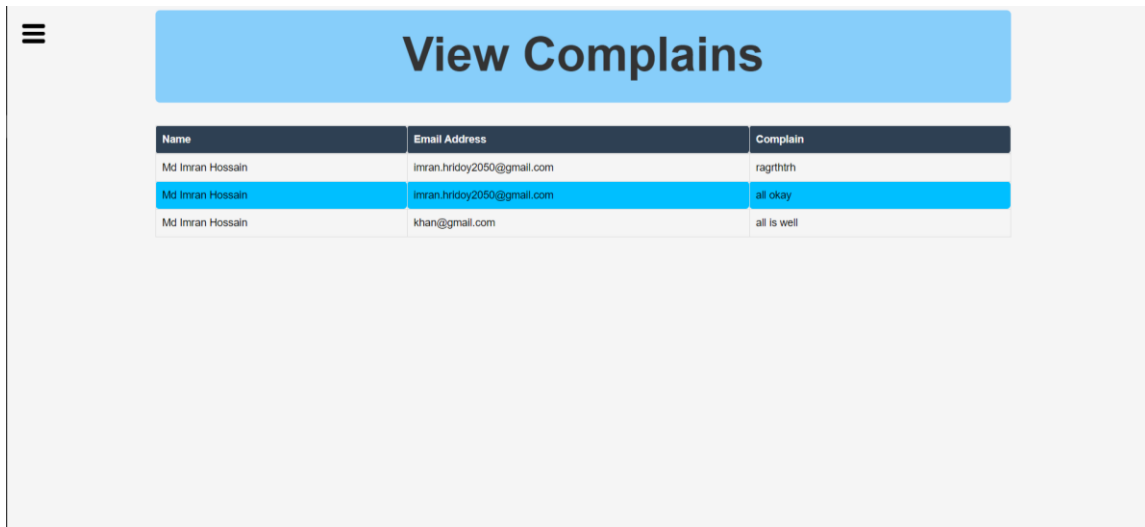 View Complains
Name Email Address Complain
Md Imran Hossain imran.hridoy2050@gmail.com ragrthtrh
Md Imran Hossain imran.hridoy2050@gmail.com all okay
Md Imran Hossain khan@gmail.com all is well